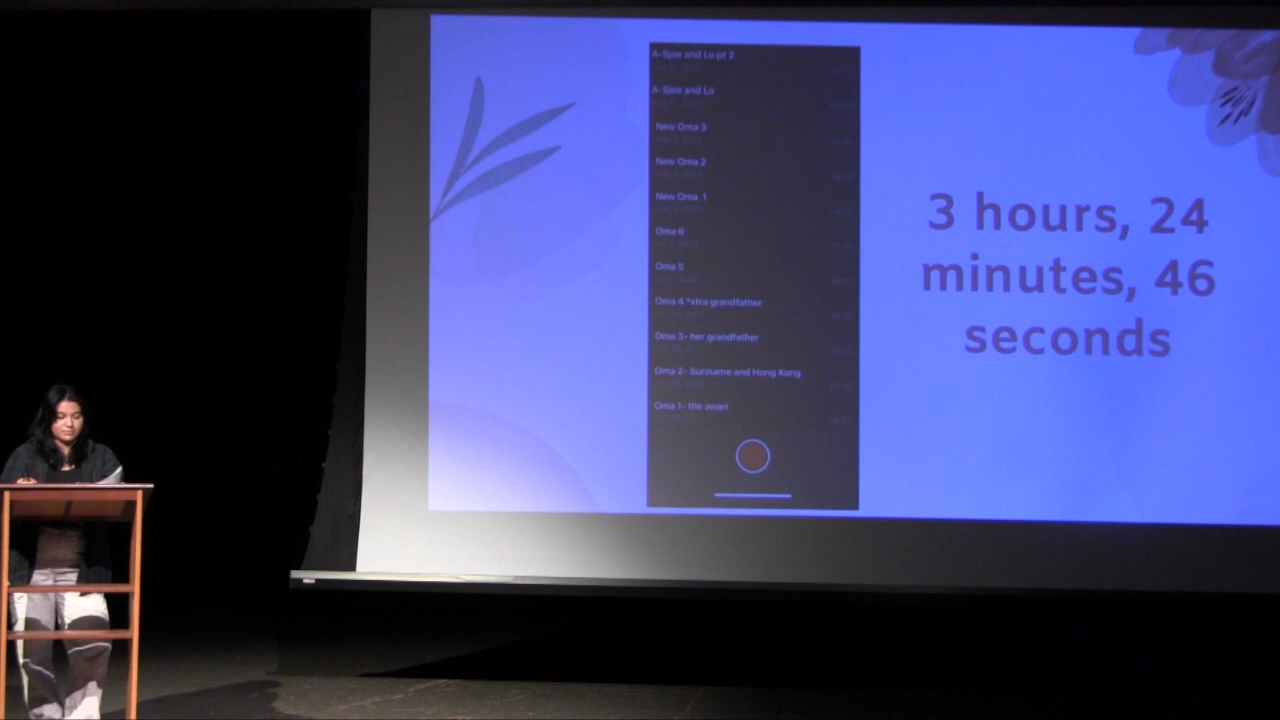 A-Sjoe and Lo pt 2
A-Sjoe and Lo
New Oma 3
New Oma 2
New Oma 1
Oma 6
Oma 5
Oma 4 *xtra grandfather
Oma 3- her grandfather
Oma 2- Suriname and Hong Kong
Oma 1- the awari
3 hours, 24
minutes, 46
seconds